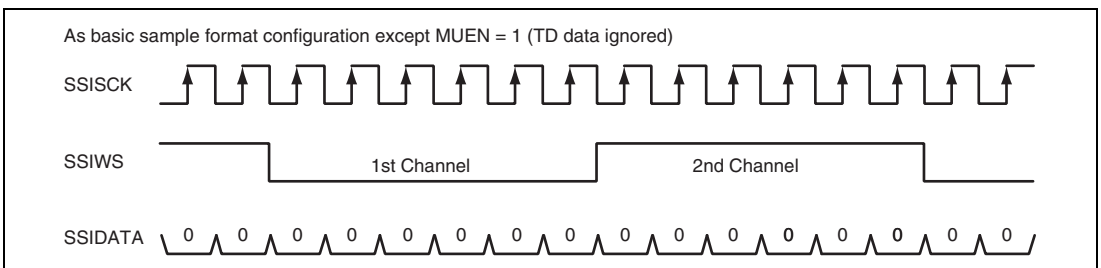 As basic sample format configuration except MUEN = 1 (TD data ignored)
SSISCK
SSIWS 1st Channel 2nd Channel
SSIDATA 0 0 0 0 0 0 0 0 0 0 0 0 0 0 0 0